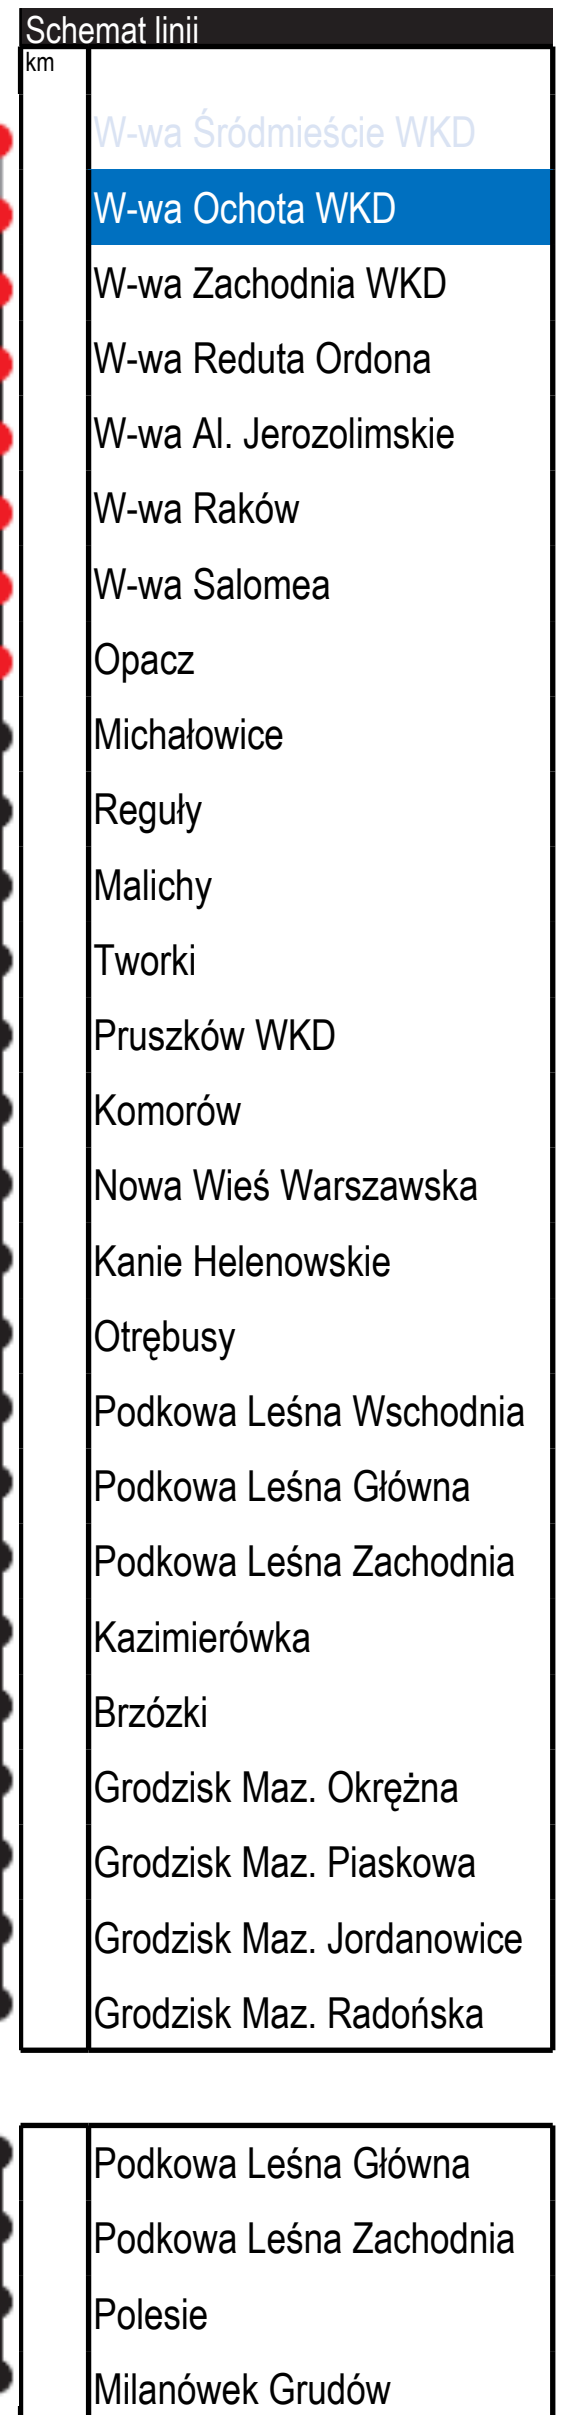 Schemat linii
km
W-wa Śródmieście WKD
W-wa Ochota WKD
W-wa Zachodnia WKD
W-wa Reduta Ordona
W-wa Al. Jerozolimskie
W-wa Raków
W-wa Salomea
Opacz
Michałowice
Reguły
Malichy
Tworki
Pruszków WKD
Komorów
Nowa Wieś Warszawska
Kanie Helenowskie
Otrębusy
Podkowa Leśna Wschodnia
Podkowa Leśna Główna
Podkowa Leśna Zachodnia
Kazimierówka
Brzózki
Grodzisk Maz. Okrężna
Grodzisk Maz. Piaskowa
Grodzisk Maz. Jordanowice
Grodzisk Maz. Radońska
Podkowa Leśna Główna
Podkowa Leśna Zachodnia
Polesie
Milanówek Grudów